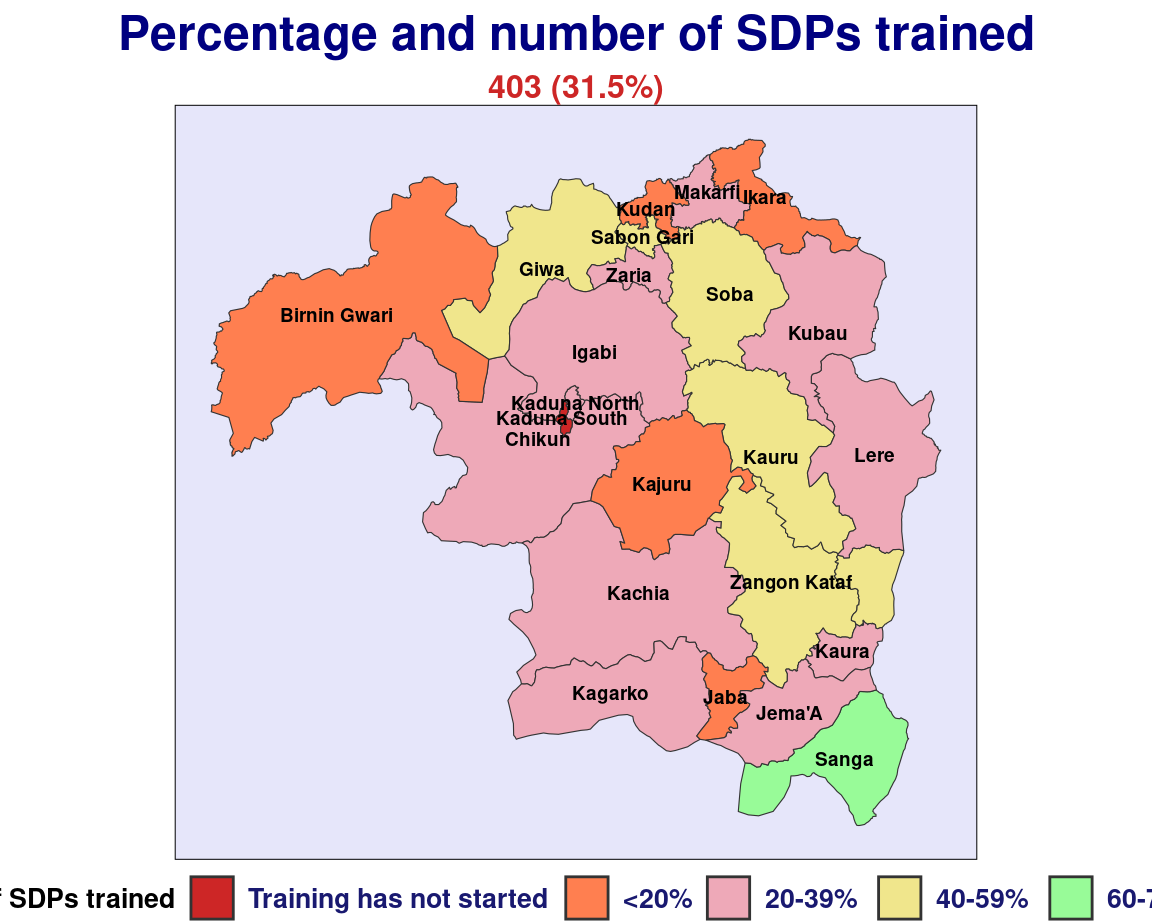 Percentage and number of SDPs trained
403 (31.5%)
Makarfi
Ikara
Kudan
Sabon Gari
Giwa
Zaria
Soba
Birnin Gwari
Kubau
Igabi
Kaduna North
Kaduna South
Chikun
Kauru
Lere
Kajuru
Zangon Kataf
Kachia
Kaura
Kagarko
Jaba
Jema'A
Sanga
SDPs trained Training has not started <20% 20-39% 40-59% 60-7